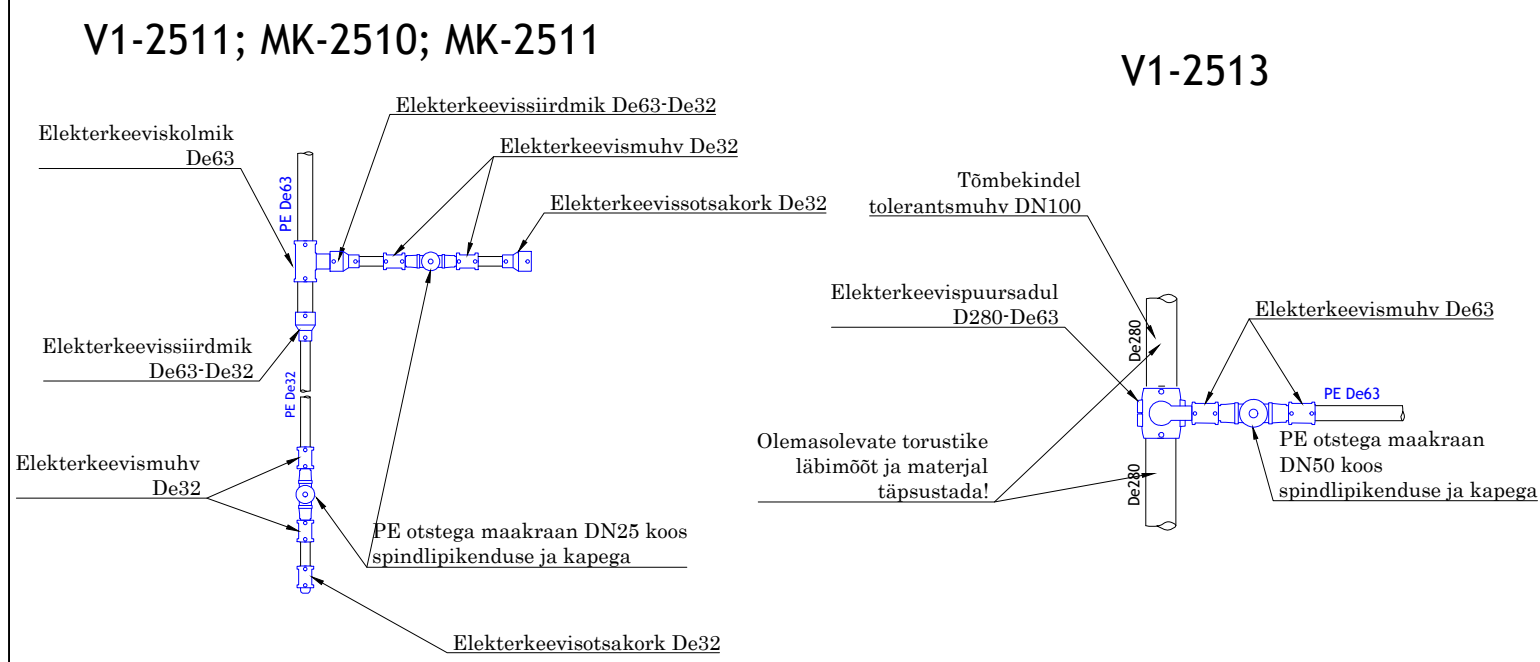 V1-2511; MK-2510; MK-2511
Elekterkeevissiirdmik De63-De32
Elekterkeeviskolmik
De63
Elekterkeevismuhv De32
PE De63
Elekterkeevissotsakork De32
Elekterkeevissiirdmik
De63-De32
PE De32
Elekterkeevismuhv
De32
PE otstega maakraan DN25 koos
spindlipikenduse ja kapega
Elekterkeevisotsakork De32
V1-2513
Tõmbekindel
tolerantsmuhv DN100
Elekterkeevispuursadul
D280-De63
De280
Elekterkeevismuhv De63
PE De63
Olemasolevate torustike
läbimõõt ja materjal
täpsustada!
De280
PE otstega maakraan
DN50 koos
spindlipikenduse ja kapega